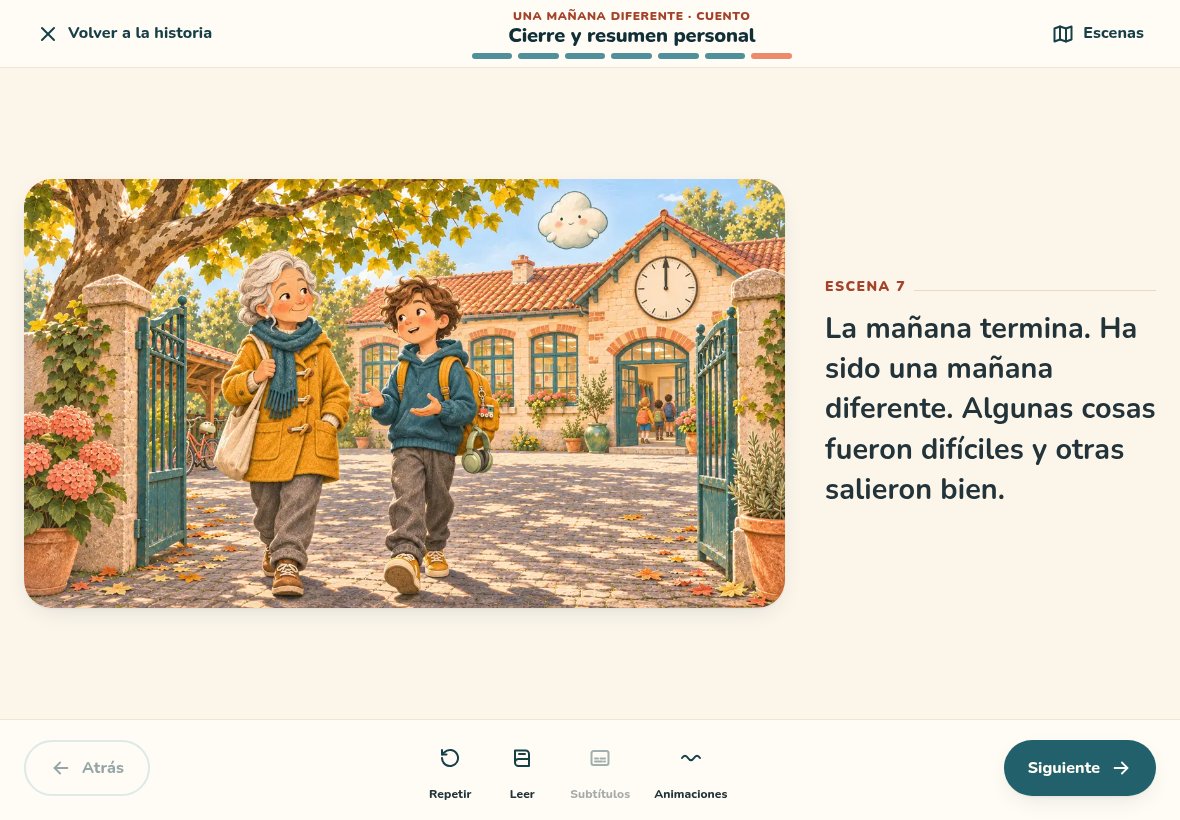 Volver a la historia
UNA MAÑANA DIFERENTE · CUENTO
Cierre y resumen personal
Escenas
ESCENA 7
La mañana termina. Ha
sido una mañana
diferente. Algunas cosas
fueron difíciles y otras
salieron bien.
Atrás
Repetir
Leer
Subtítulos
Animaciones
Siguiente